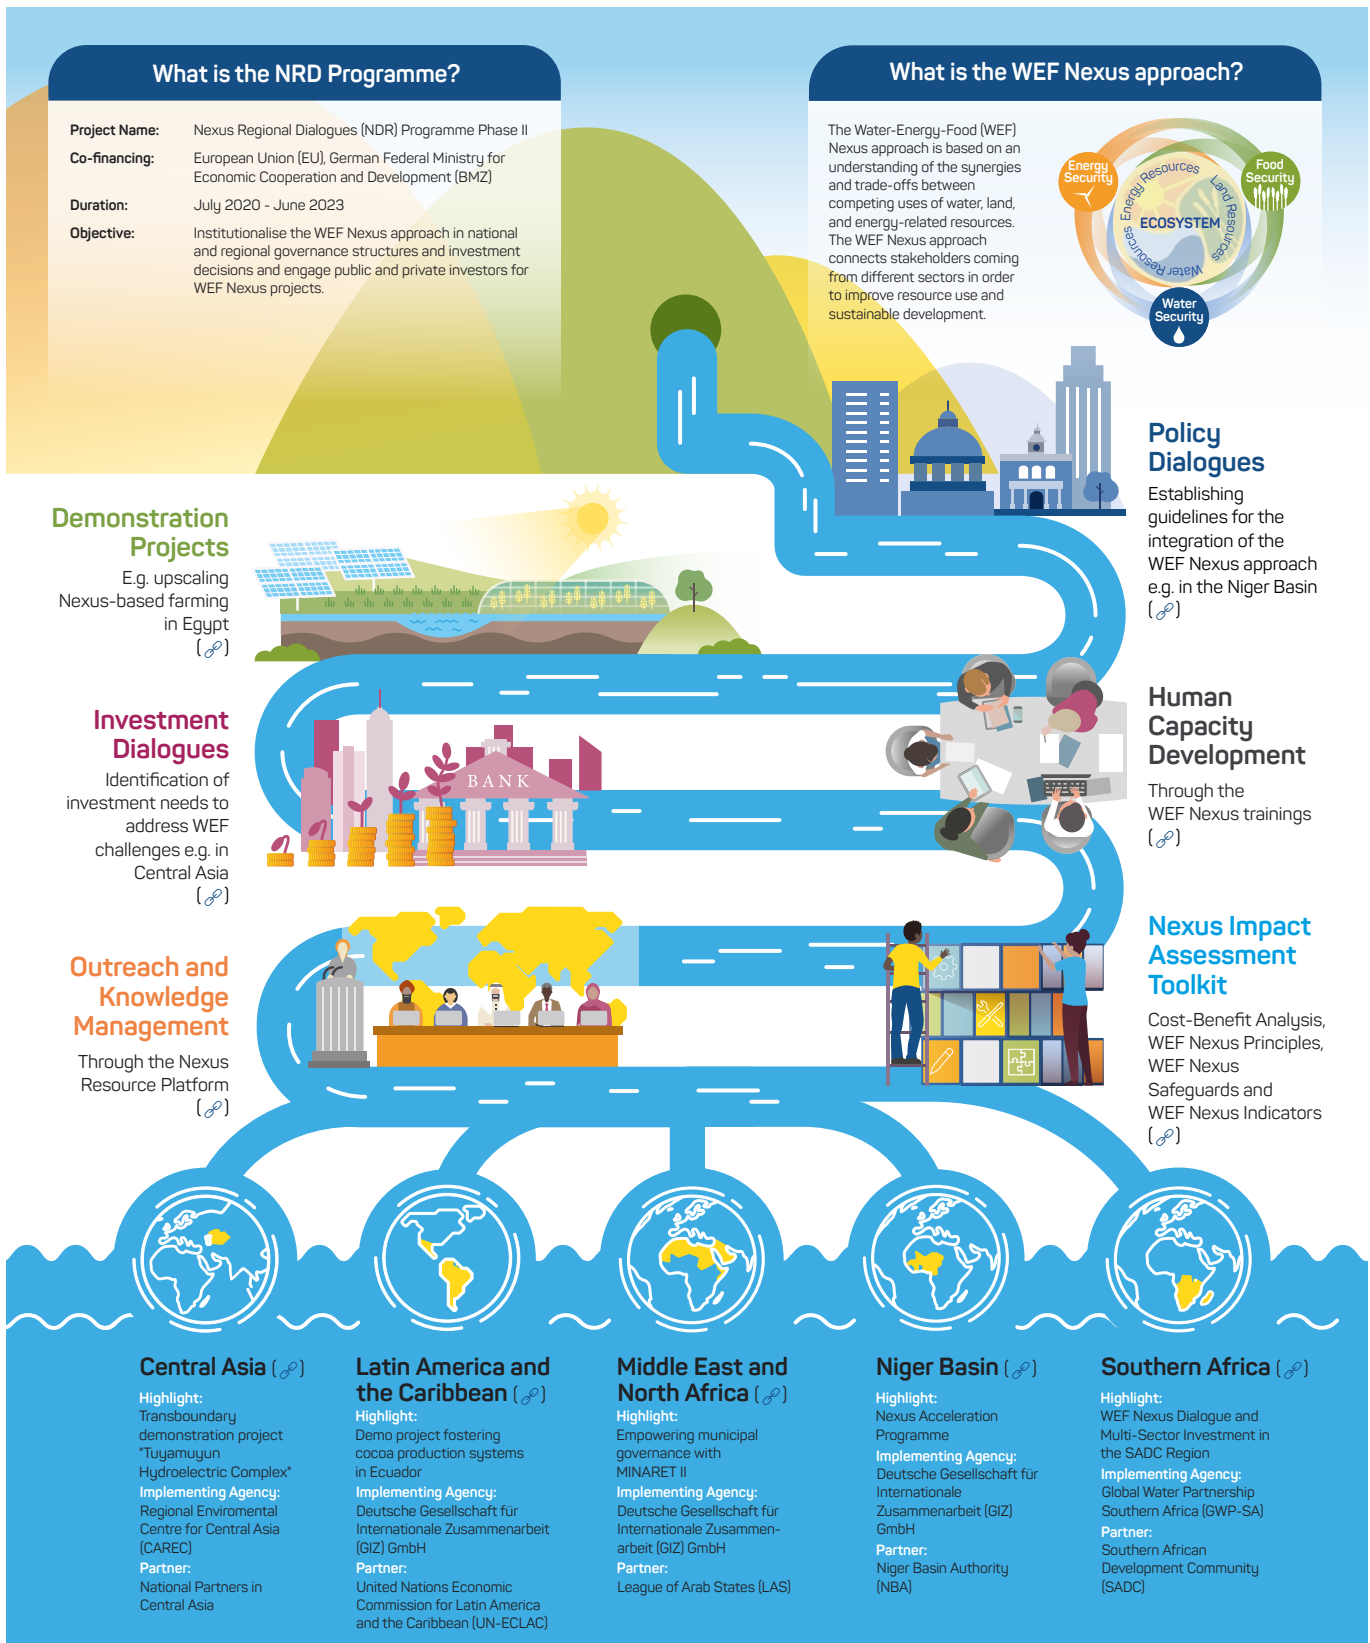 What is the NRD Programme?
Project Name: Nexus Regional Dialogues (NDR) Programme Phase II
Co-financing: European Union (EU), German Federal Ministry for
Economic Cooperation and Development (BMZ)
Duration: July 2020 - June 2023
Objective: Institutionalise the WEF Nexus approach in national
and regional governance structures and investment
decisions and engage public and private investors for
WEF Nexus projects.
What is the WEF Nexus approach?
The Water-Energy-Food (WEF)
Nexus approach is based on an
understanding of the synergies
and trade-offs between
competing uses of water, land,
and energy-related resources.
The WEF Nexus approach
connects stakeholders coming
from different sectors in order
to improve resource use and
sustainable development.
Energy
Security
Food
Security
Water
Security
Energy Resources
Land Resources
Water Resources
ECOSYSTEM
Policy
Dialogues
Establishing
guidelines for the
integration of the
WEF Nexus approach
e.g. in the Niger Basin
( )
Demonstration
Projects
E.g. upscaling
Nexus-based farming
in Egypt
( )
Human
Capacity
Development
Through the
WEF Nexus trainings
( )
Investment
Dialogues
Identification of
investment needs to
address WEF
challenges e.g. in
Central Asia
( )
BANK
Nexus Impact
Assessment
Toolkit
Cost-Benefit Analysis,
WEF Nexus Principles,
WEF Nexus
Safeguards and
WEF Nexus Indicators
( )
Outreach and
Knowledge
Management
Through the Nexus
Resource Platform
( )
Central Asia ( )
Highlight:
Transboundary
demonstration project
"Tuyamuyun
Hydroelectric Complex"
Implementing Agency:
Regional Enviromental
Centre for Central Asia
(CAREC)
Partner:
National Partners in
Central Asia
Latin America and
the Caribbean ( )
Highlight:
Demo project fostering
cocoa production systems
in Ecuador
Implementing Agency:
Deutsche Gesellschaft für
Internationale Zusammenarbeit
(GIZ) GmbH
Partner:
United Nations Economic
Commission for Latin America
and the Caribbean (UN-ECLAC)
Middle East and
North Africa ( )
Highlight:
Empowering municipal
governance with
MINARET II
Implementing Agency:
Deutsche Gesellschaft für
Internationale Zusammen-
arbeit (GIZ) GmbH
Partner:
League of Arab States (LAS)
Niger Basin ( )
Highlight:
Nexus Acceleration
Programme
Implementing Agency:
Deutsche Gesellschaft für
Internationale
Zusammenarbeit (GIZ)
GmbH
Partner:
Niger Basin Authority
(NBA)
Southern Africa ( )
Highlight:
WEF Nexus Dialogue and
Multi-Sector Investment in
the SADC Region
Implementing Agency:
Global Water Partnership
Southern Africa (GWP-SA)
Partner:
Southern African
Development Community
(SADC)